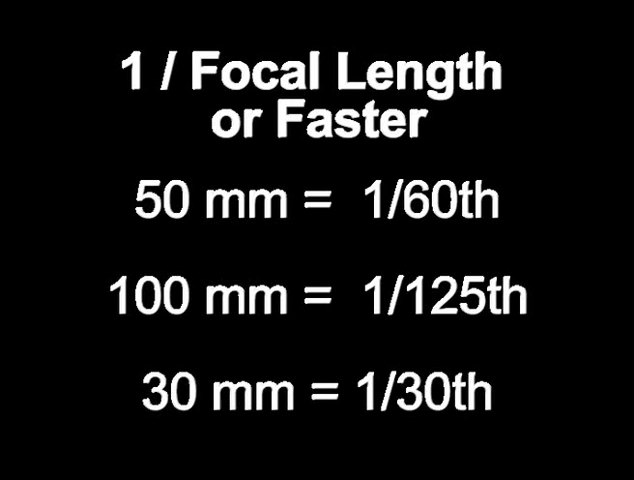 1 / Focal Length
or Faster
50 mm = 1/60th
100 mm = 1/125th
30 mm = 1/30th